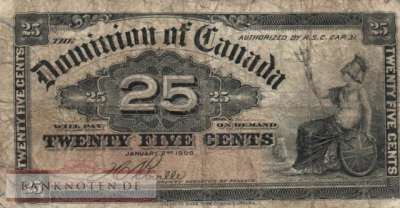 25 THE AUTHORIZED BY R.S.C. CAP. 31. 25
Dominion of Canada
TWENTY FIVE CENTS
25
TWENTY FIVE CENTS
WILL PAY ON DEMAND
TWENTY FIVE CENTS
JANUARY 2ND 1900
BANKNOTEN.DE